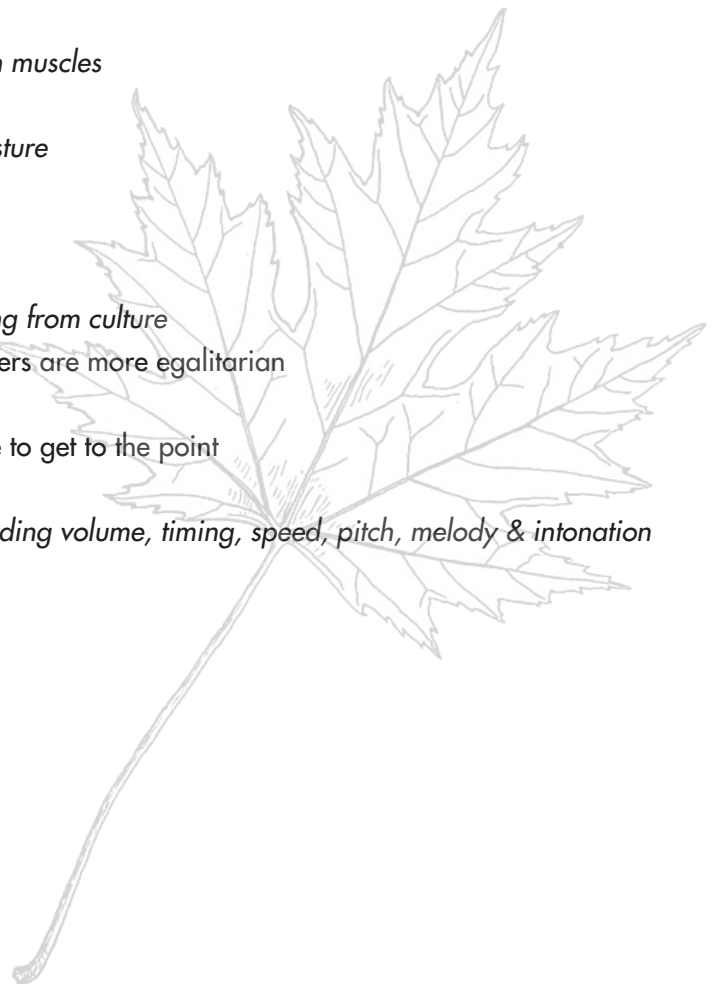 muscles
ng from culture
ers are more egalitarian
to get to the point
ding volume, timing, speed, pitch, melody & intonation